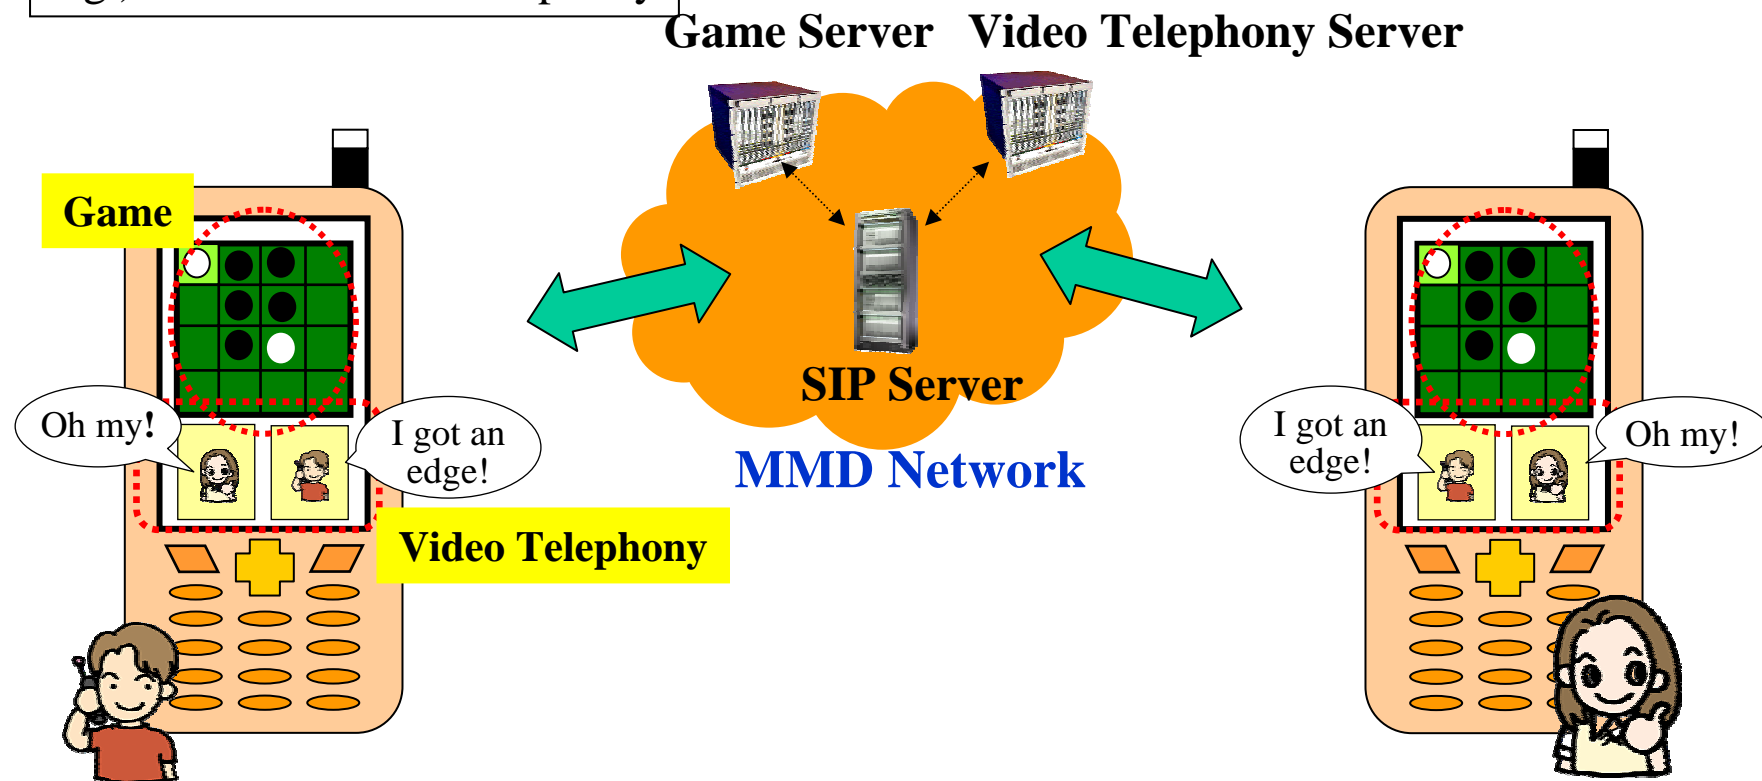 Game Server Video Telephony Server
Game
Oh my!
I got an
edge!
Video Telephony
SIP Server
MMD Network
I got an
edge!
Oh my!